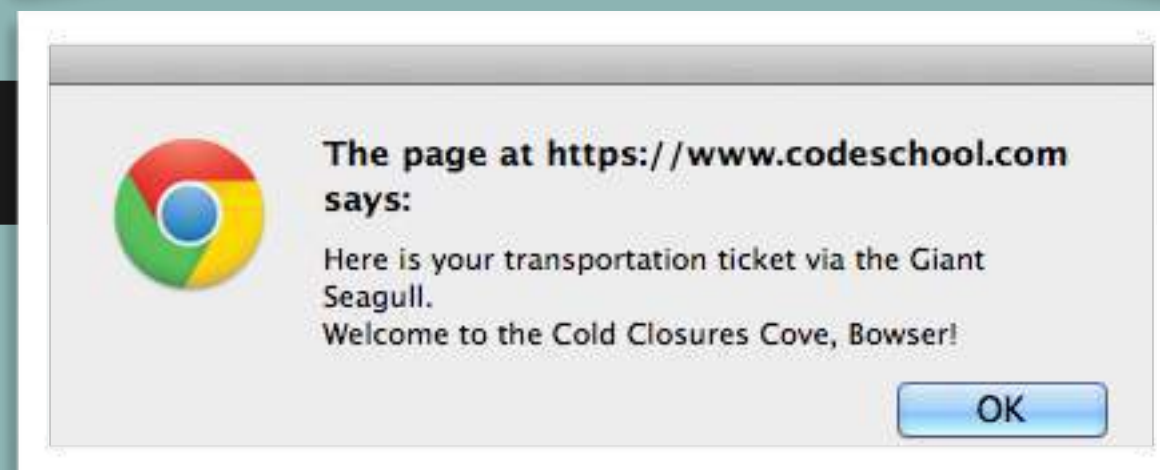 The page at https://www.codeschool.com
says:
Here is your transportation ticket via the Giant
Seagull.
Welcome to the Cold Closures Cove, Bowser!
OK